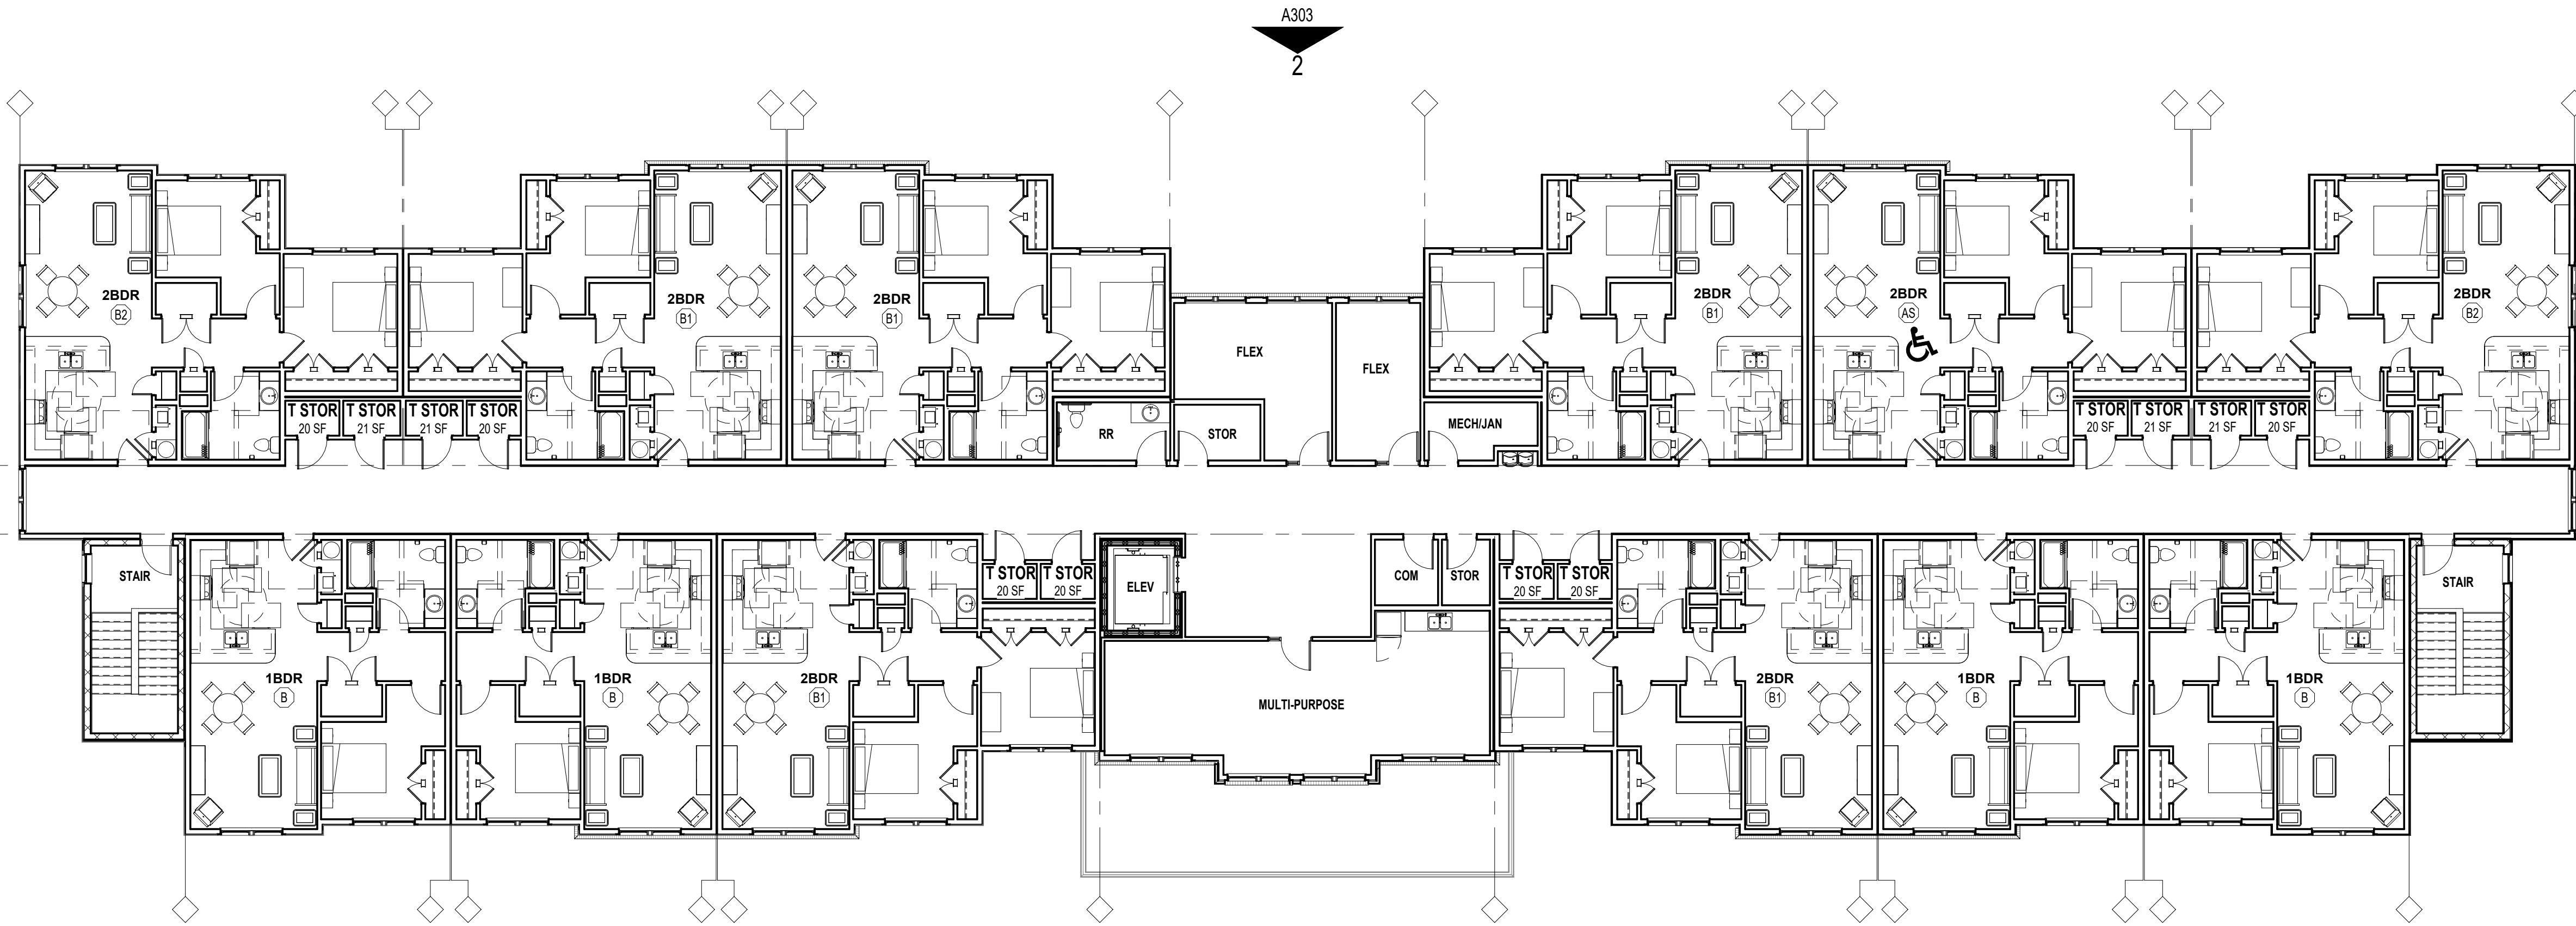 A303
2
2BDR
B2
2BDR
B1
2BDR
B1
2BDR
B1
2BDR
AS
2BDR
B2
FLEX
FLEX
T STOR
20 SF
T STOR
21 SF
T STOR
21 SF
T STOR
20 SF
RR
STOR
MECH/JAN
T STOR
20 SF
T STOR
21 SF
T STOR
21 SF
T STOR
20 SF
STAIR
T STOR
20 SF
T STOR
20 SF
ELEV
COM
STOR
T STOR
20 SF
T STOR
20 SF
STAIR
1BDR
B
1BDR
B
2BDR
B1
MULTI-PURPOSE
2BDR
B1
1BDR
B
1BDR
B